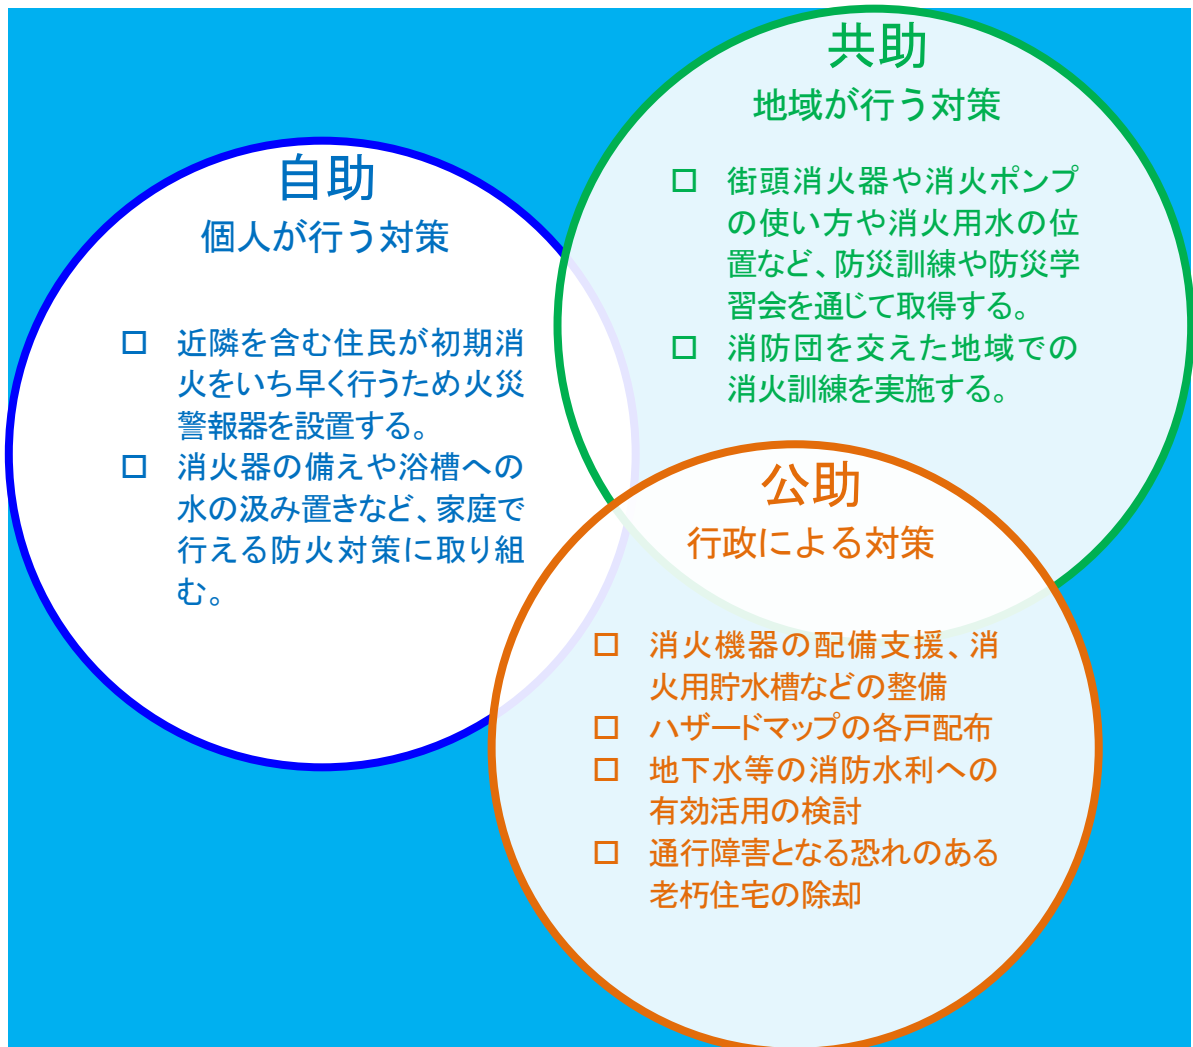 自助
個人が行う対策
□ 近隣を含む住民が初期消
火をいち早く行うため火災
警報器を設置する。
□ 消火器の備えや浴槽への
水の汲み置きなど、家庭で
行える防火対策に取り組
む。
共助
地域が行う対策
□ 街頭消火器や消火ポンプ
の使い方や消火用水の位
置など、防災訓練や防災学
習会を通じて取得する。
□ 消防団を交えた地域での
消火訓練を実施する。
公助
行政による対策
□ 消火機器の配備支援、消
火用貯水槽などの整備
□ ハザードマップの各戸配布
□ 地下水等の消防水利への
有効活用の検討
□ 通行障害となる恐れのある
老朽住宅の除却